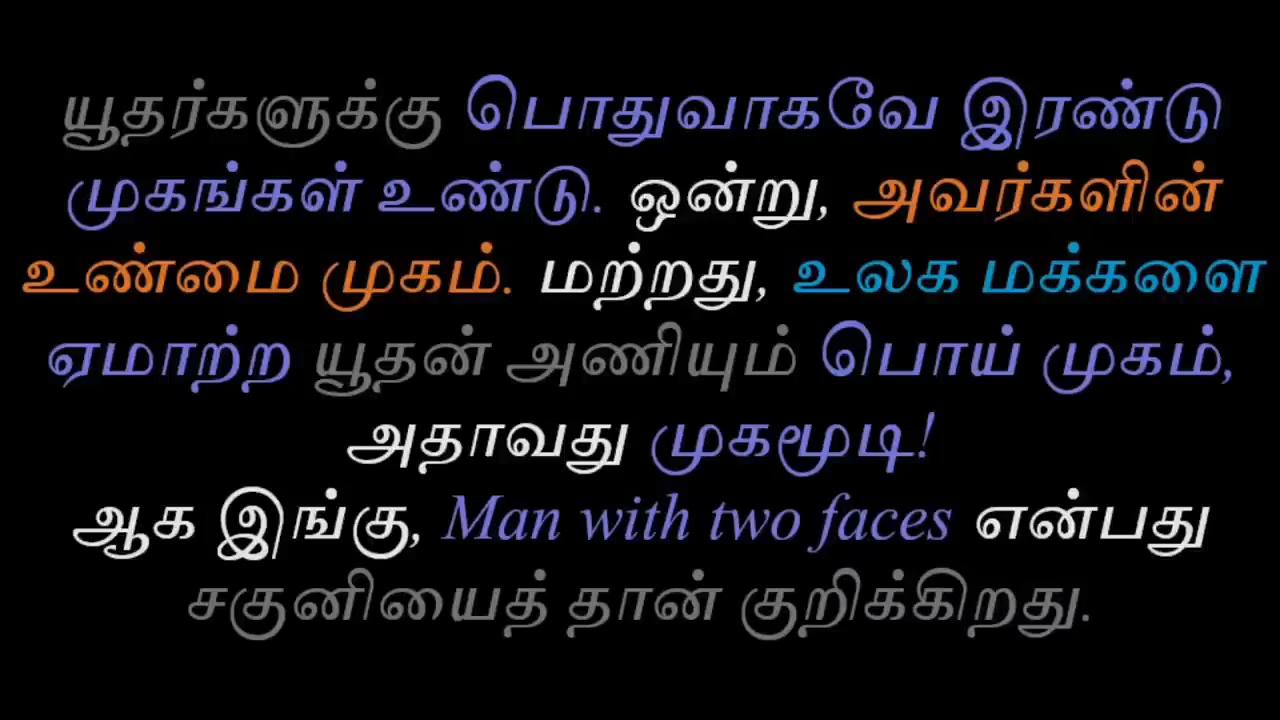 யூதர்களுக்கு பொதுவாகவே இரண்டு
முகங்கள் உண்டு. ஒன்று, அவர்களின்
உண்மை முகம். மற்றது, உலக மக்களை
ஏமாற்ற யூதன் அணியும் பொய் முகம்,
அதாவது முகமூடி!
ஆக இங்கு, Man with two faces என்பது
சகுனியைத் தான் குறிக்கிறது.